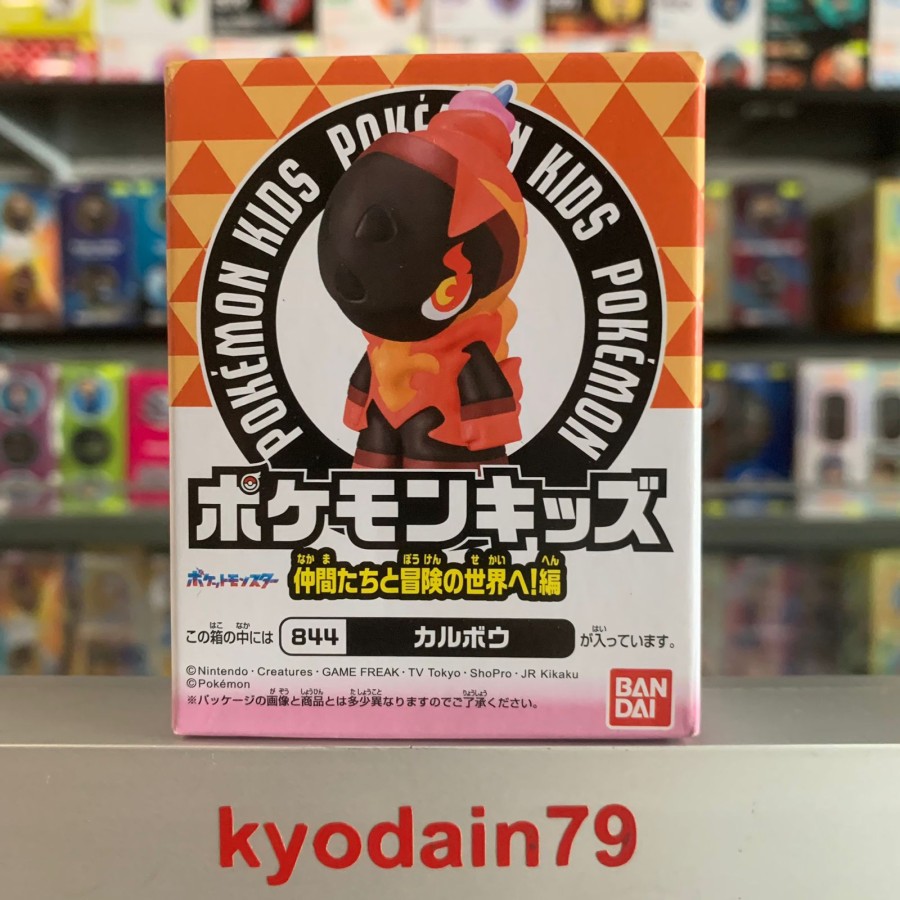 POKÉMON KIDS POKÉMON KIDS POKÉMON
ポケモンキッズ
ポケットモンスター
なかま ぼうけん せかい へん
仲間たちと冒険の世界へ!編
はこ なか はい
この箱の中には 844 カルボウ が入っています。
©Nintendo・Creatures・GAME FREAK・TV Tokyo・ShoPro・JR Kikaku
©Pokémon
がぞう しょうひん たしょうこと りょうしょう
※パッケージの画像と商品とは多少異なりますのでご了承ください。
BAN
DAI
kyodain79